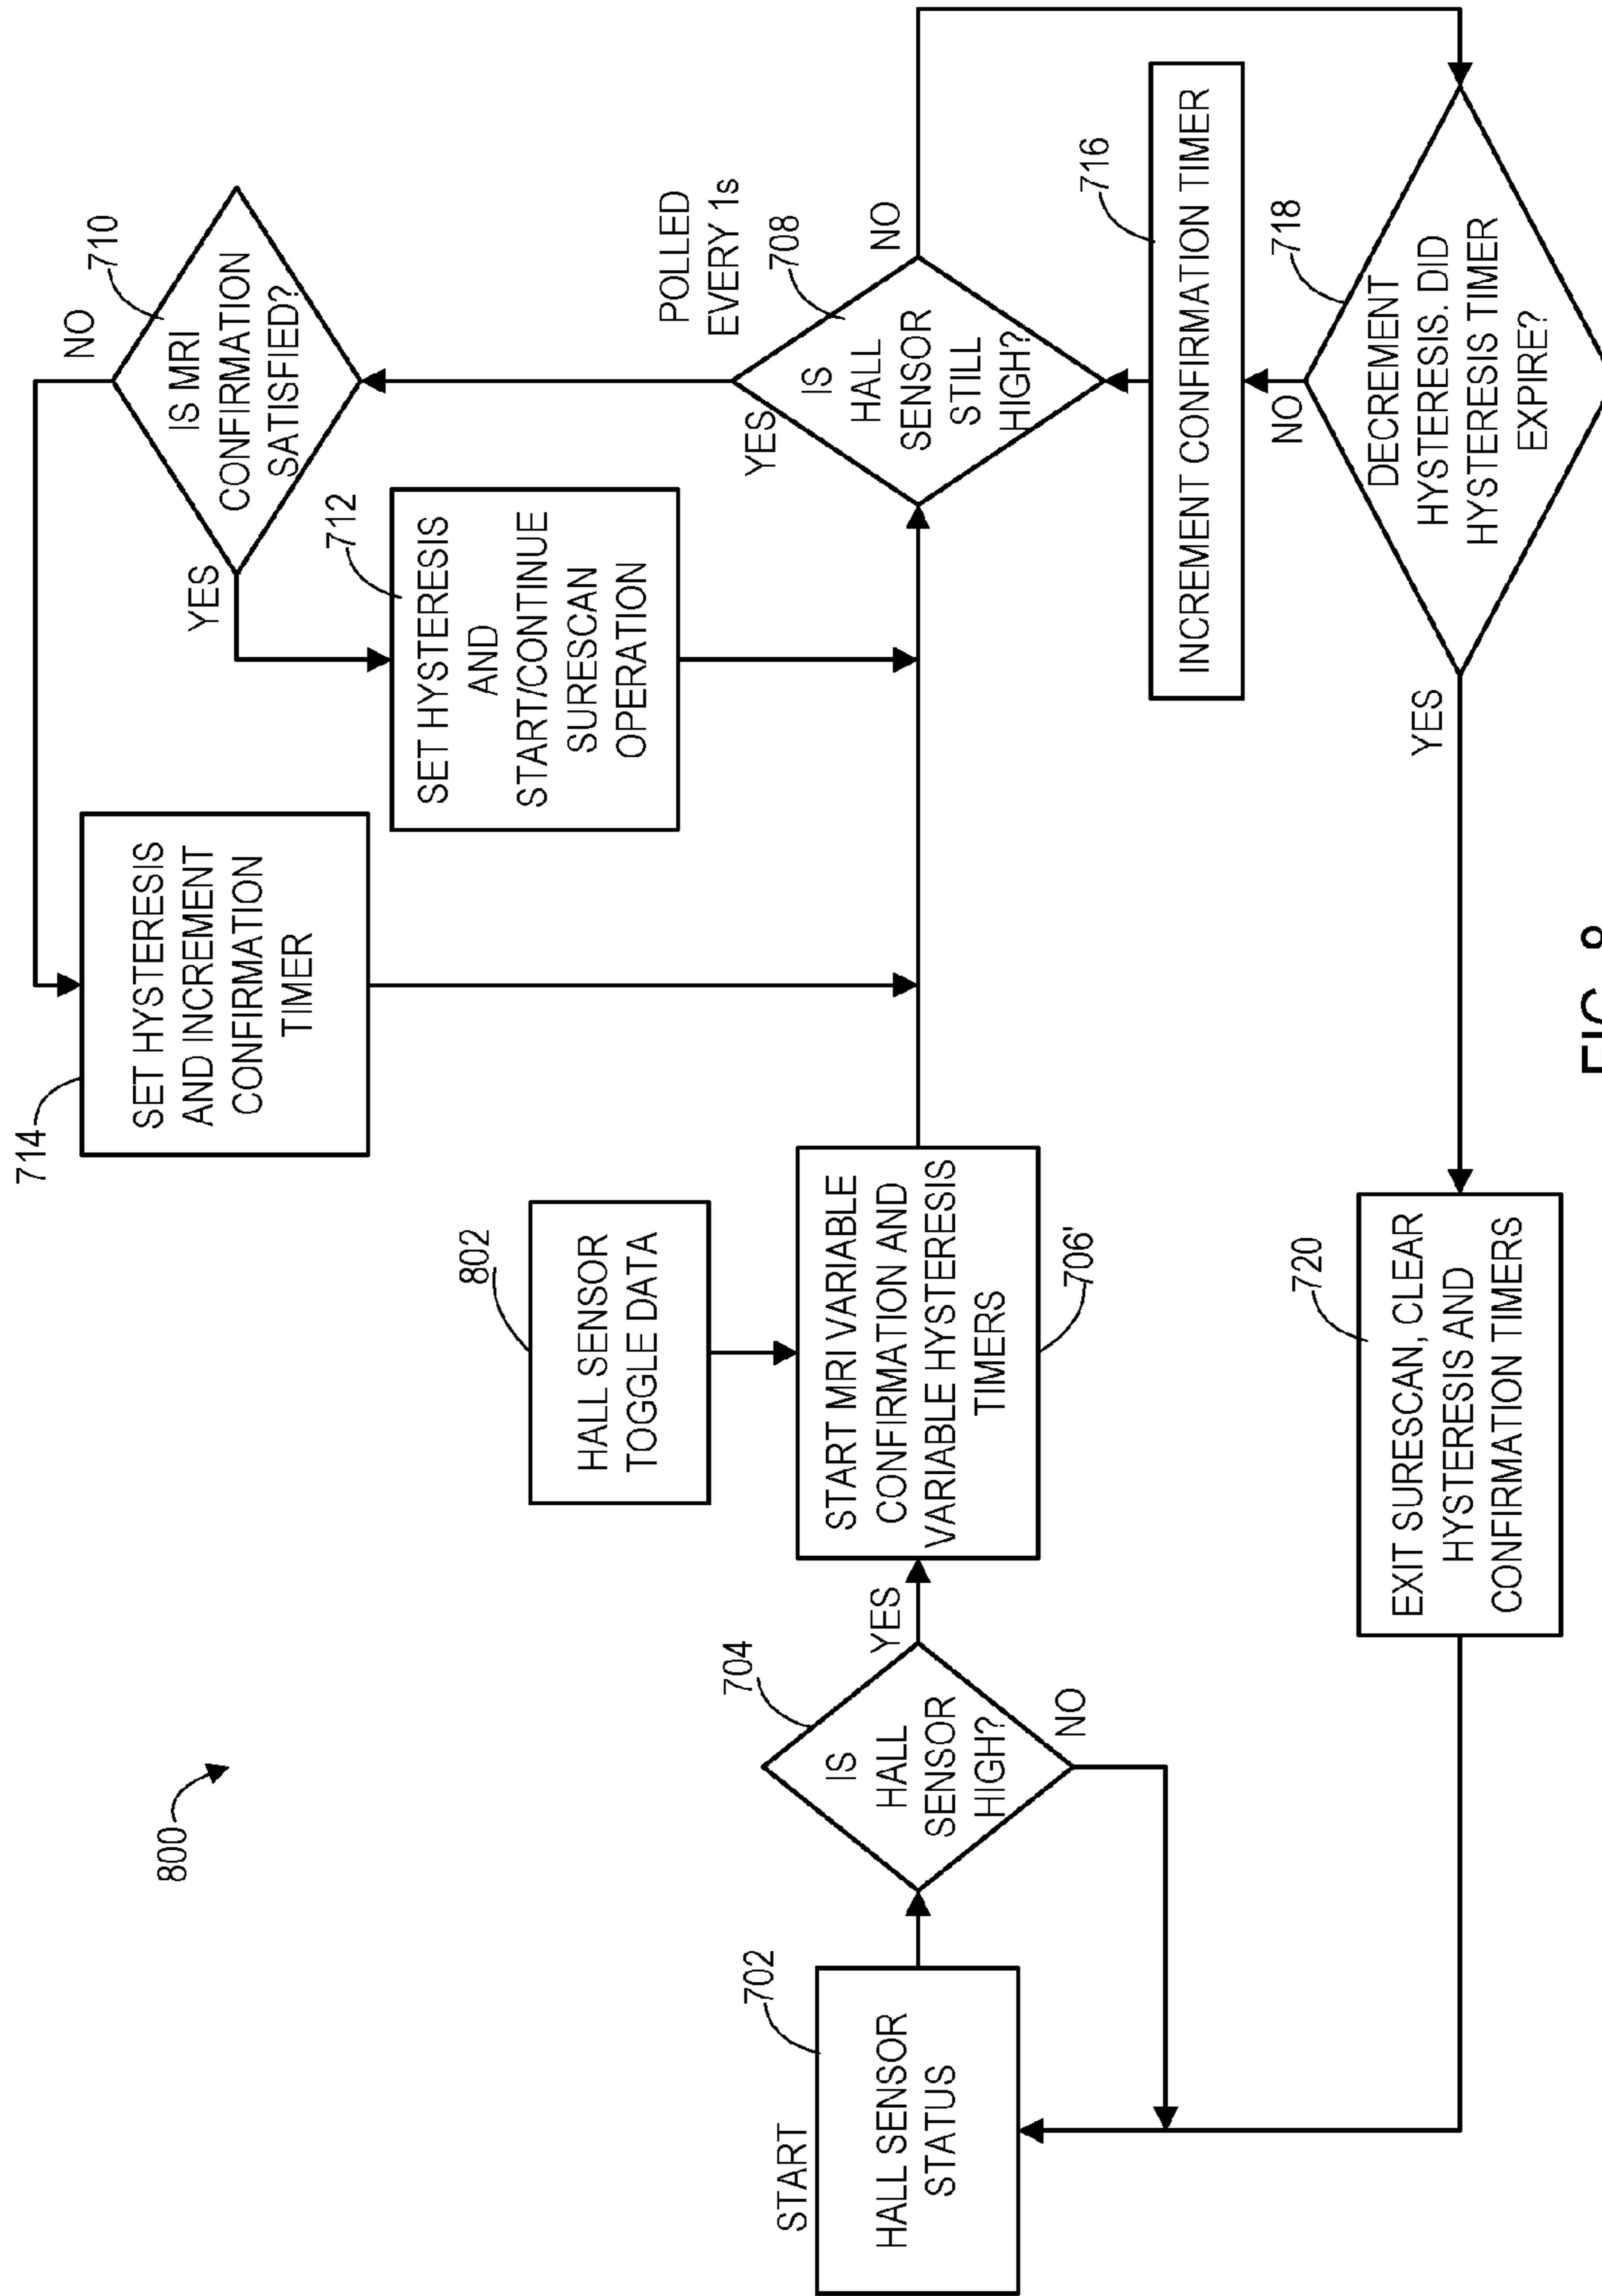 800
START
702
HALL SENSOR
STATUS
704
IS
HALL
SENSOR
HIGH?
YES
NO
802
HALL SENSOR
TOGGLE DATA
START MRI VARIABLE
CONFIRMATION AND
VARIABLE HYSTERESIS
TIMERS
706'
714
SET HYSTERESIS
AND INCREMENT
CONFIRMATION
TIMER
712
SET HYSTERESIS
AND
START/CONTINUE
SURESCAN
OPERATION
710
IS MRI
CONFIRMATION
SATISFIED?
NO
YES
POLLED
EVERY 1s
708
IS
HALL
SENSOR
STILL
HIGH?
YES
NO
716
INCREMENT CONFIRMATION TIMER
718
DECREMENT
HYSTERESIS. DID
HYSTERESIS TIMER
EXPIRE?
NO
YES
720
EXIT SURESCAN, CLEAR
HYSTERESIS AND
CONFIRMATION TIMERS
FIG. 8